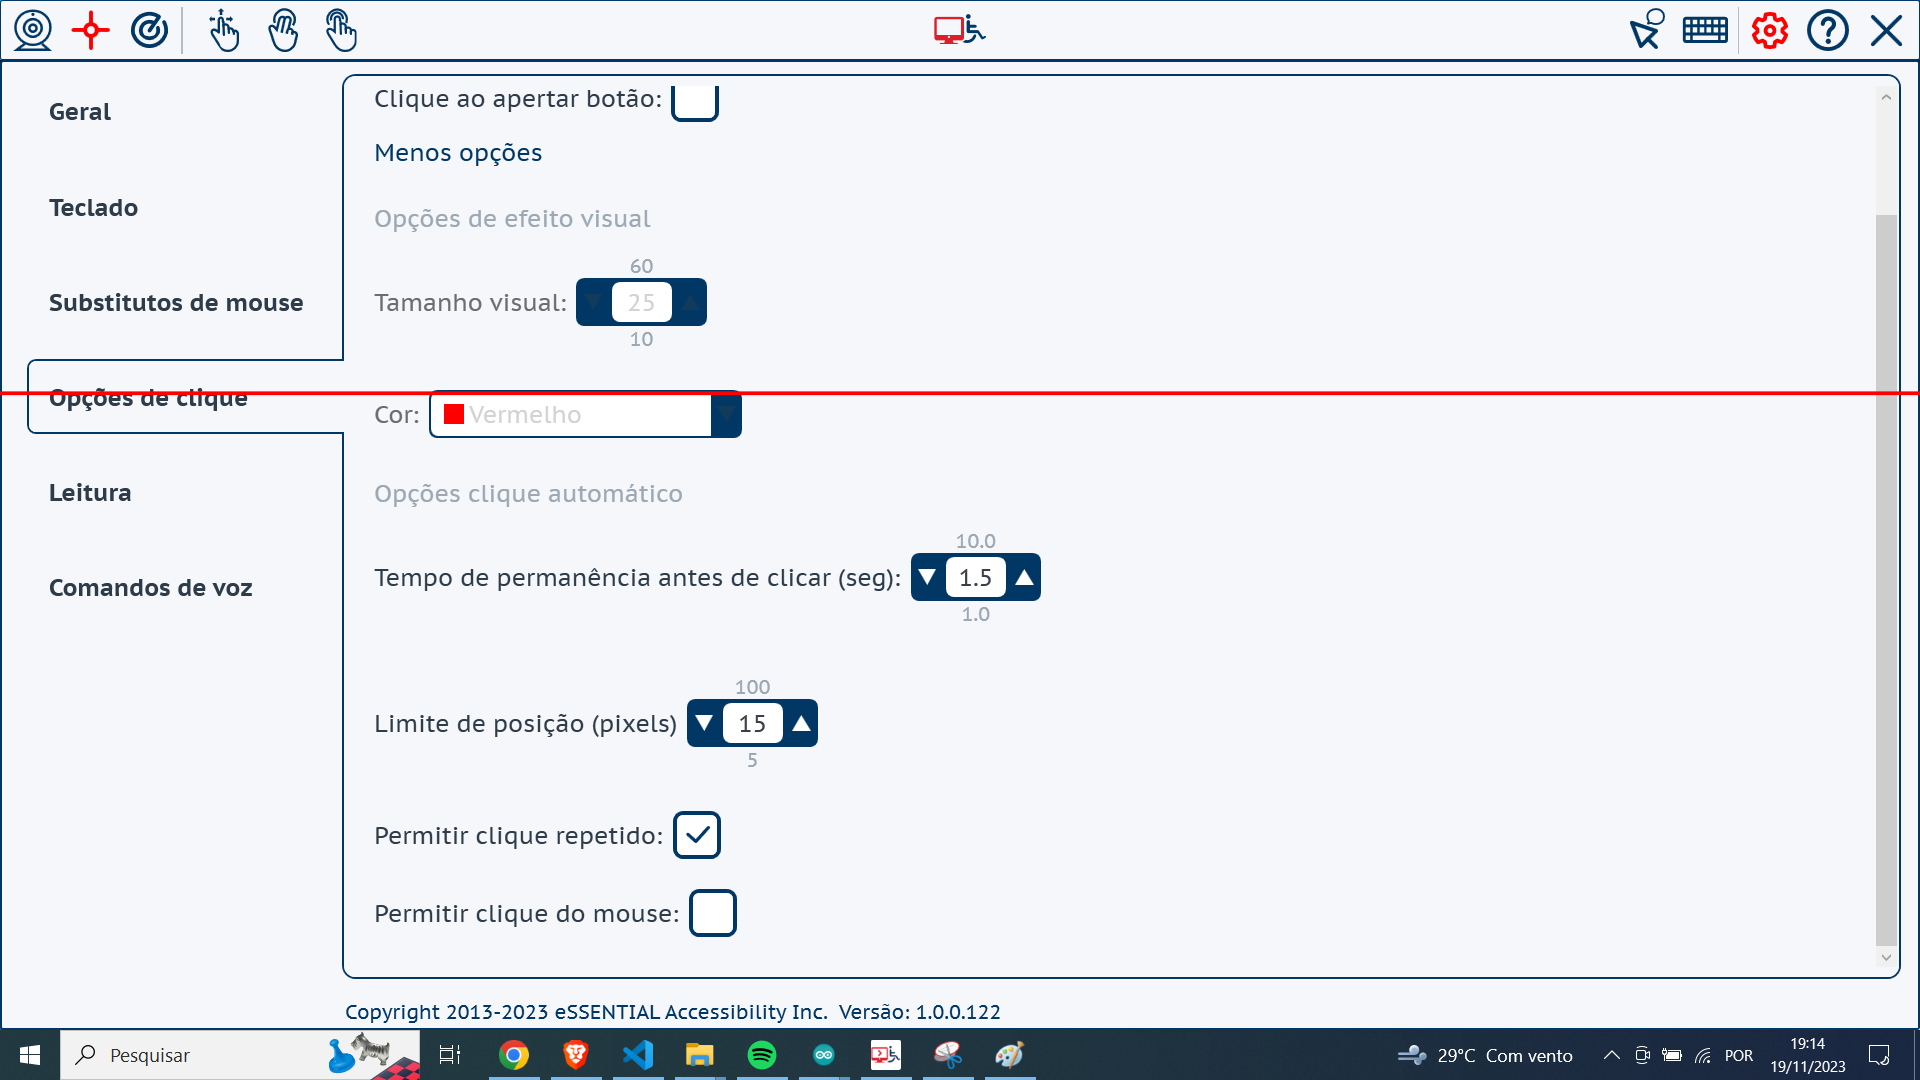 Geral
Teclado
Substitutos de mouse
Opções de clique
Leitura
Comandos de voz
Clique ao apertar botão:
Menos opções
Opções de efeito visual
60
Tamanho visual: 25
10
Cor: Vermelho
Opções clique automático
10.0
Tempo de permanência antes de clicar (seg): 1.5
1.0
100
Limite de posição (pixels) 15
5
Permitir clique repetido:
Permitir clique do mouse:
Copyright 2013-2023 eSSENTIAL Accessibility Inc. Versão: 1.0.0.122
Pesquisar
29°C Com vento
POR
19:14
19/11/2023